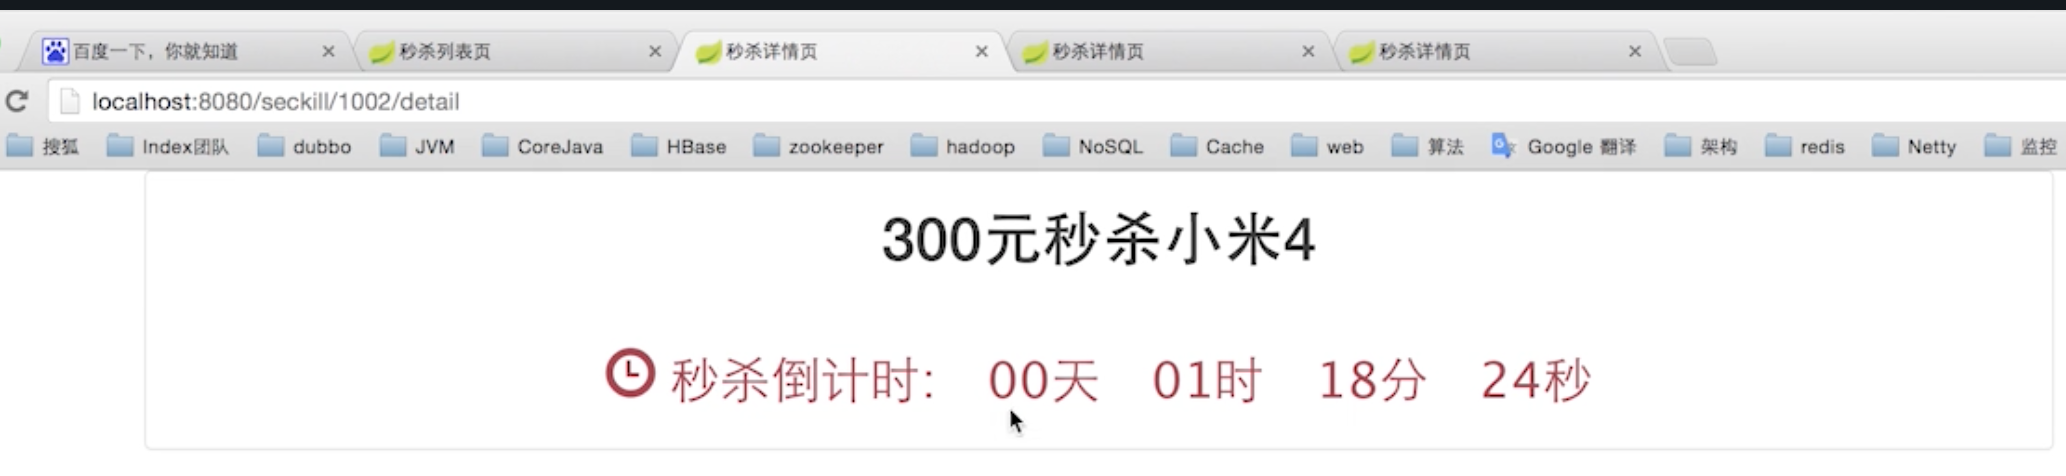 百度一下，你就知道 秒杀列表页 秒杀详情页 秒杀详情页 秒杀详情页
localhost:8080/seckill/1002/detail
搜狐 Index团队 dubbo JVM CoreJava HBase zookeeper hadoop NoSQL Cache web 算法 Google 翻译 架构 redis Netty 监控
300元秒杀小米4
秒杀倒计时: 00天 01时 18分 24秒